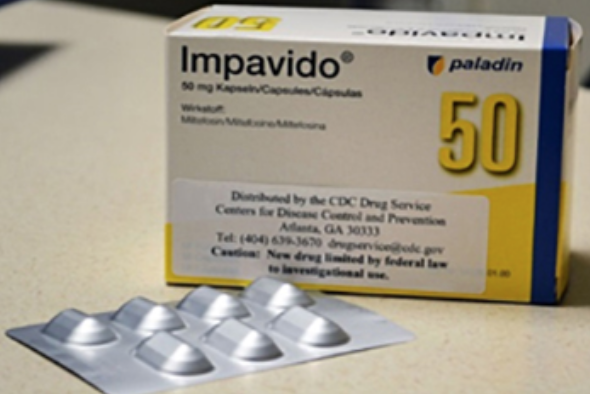 50
Impavido®
Impavido®
50 mg Kapseln/Capsules/Cápsulas
Wirkstoff:
Miltefosin/Miltefosine/Miltefosina
paladin
50
Distributed by the CDC Drug Service
Centers for Disease Control and Prevention
Atlanta, GA 30333
Tel: (404) 639-3670 drugservice@cdc.gov
Caution: New drug limited by federal law
to investigational use.